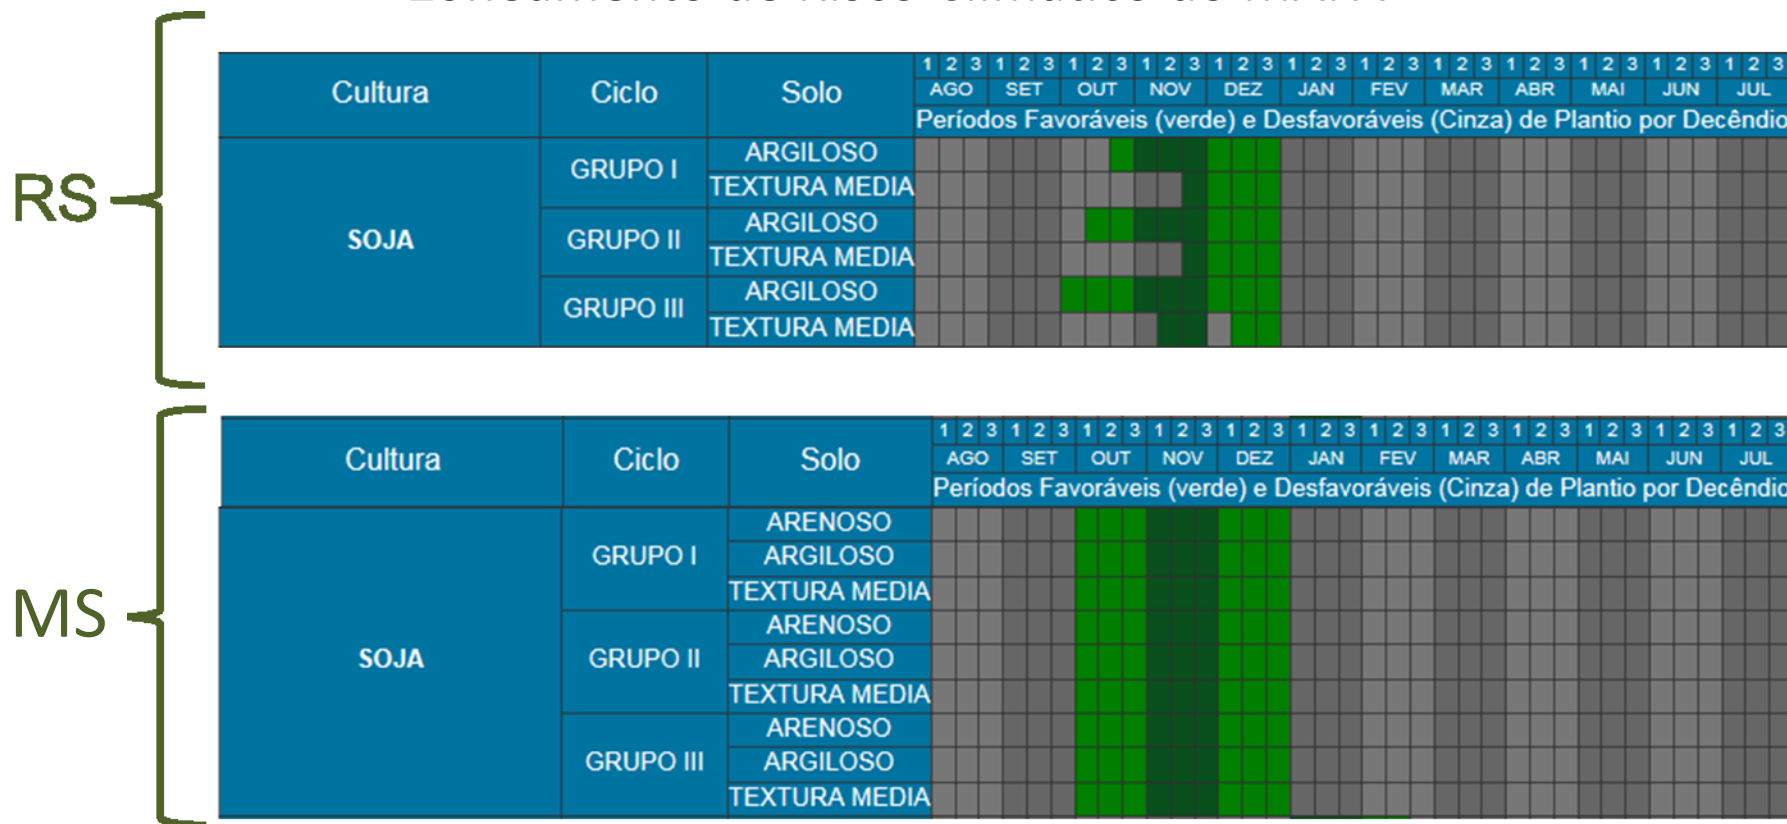 RS
Cultura Ciclo Solo
1 2 3 1 2 3 1 2 3 1 2 3 1 2 3 1 2 3 1 2 3 1 2 3 1 2 3 1 2 3 1 2 3 1 2 3
AGO SET OUT NOV DEZ JAN FEV MAR ABR MAI JUN JUL
Períodos Favoráveis (verde) e Desfavoráveis (Cinza) de Plantio por Decêndio
SOJA
GRUPO I
ARGILOSO
TEXTURA MEDIA
GRUPO II
ARGILOSO
TEXTURA MEDIA
GRUPO III
ARGILOSO
TEXTURA MEDIA
MS
Cultura Ciclo Solo
1 2 3 1 2 3 1 2 3 1 2 3 1 2 3 1 2 3 1 2 3 1 2 3 1 2 3 1 2 3 1 2 3 1 2 3
AGO SET OUT NOV DEZ JAN FEV MAR ABR MAI JUN JUL
Períodos Favoráveis (verde) e Desfavoráveis (Cinza) de Plantio por Decêndio
SOJA
GRUPO I
ARENOSO
ARGILOSO
TEXTURA MEDIA
GRUPO II
ARENOSO
ARGILOSO
TEXTURA MEDIA
GRUPO III
ARENOSO
ARGILOSO
TEXTURA MEDIA